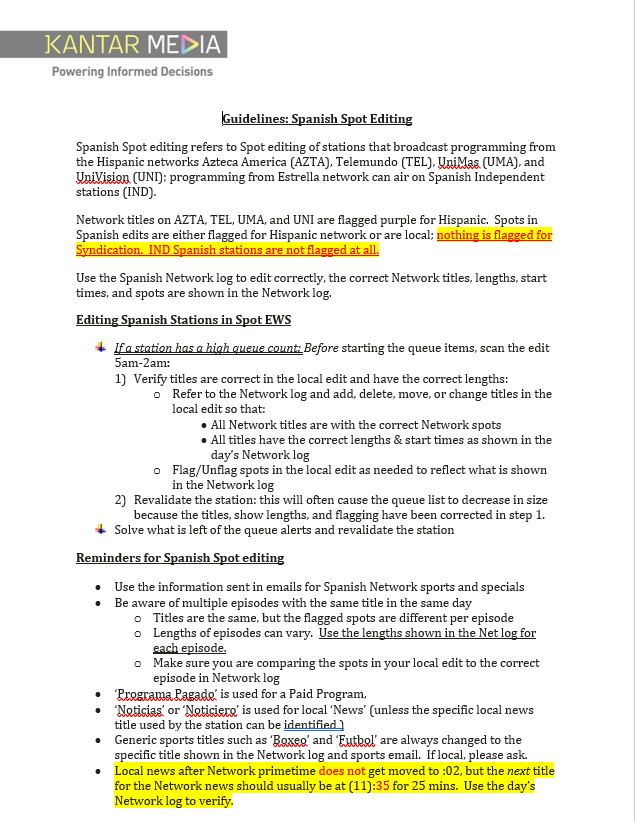 KANTAR MEDIA
Powering Informed Decisions
Guidelines: Spanish Spot Editing
Spanish Spot editing refers to Spot editing of stations that broadcast programming from
the Hispanic networks Azteca America (AZTA), Telemundo (TEL), UniMas (UMA), and
UniVision (UNI); programming from Estrella network can air on Spanish Independent
stations (IND).
Network titles on AZTA, TEL, UMA, and UNI are flagged purple for Hispanic.  Spots in
Spanish edits are either flagged for Hispanic network or are local; nothing is flagged for
Syndication.  IND Spanish stations are not flagged at all.
Use the Spanish Network log to edit correctly, the correct Network titles, lengths, start
times, and spots are shown in the Network log.
Editing Spanish Stations in Spot EWS
If a station has a high queue count: Before starting the queue items, scan the edit
5am-2am:
1) Verify titles are correct in the local edit and have the correct lengths:
o Refer to the Network log and add, delete, move, or change titles in the
local edit so that:
• All Network titles are with the correct Network spots
• All titles have the correct lengths & start times as shown in the
day's Network log
o Flag/Unflag spots in the local edit as needed to reflect what is shown
in the Network log
2) Revalidate the station: this will often cause the queue list to decrease in size
because the titles, show lengths, and flagging have been corrected in step 1.
Solve what is left of the queue alerts and revalidate the station
Reminders for Spanish Spot editing
• Use the information sent in emails for Spanish Network sports and specials
• Be aware of multiple episodes with the same title in the same day
o Titles are the same, but the flagged spots are different per episode
o Lengths of episodes can vary.  Use the lengths shown in the Net log for
each episode.
o Make sure you are comparing the spots in your local edit to the correct
episode in Network log
• 'Programa Pagado' is used for a Paid Program,
• 'Noticias' or 'Noticiero' is used for local 'News' (unless the specific local news
title used by the station can be identified.)
• Generic sports titles such as 'Boxeo' and 'Futbol' are always changed to the
specific title shown in the Network log and sports email.  If local, please ask.
• Local news after Network primetime does not get moved to :02, but the next title
for the Network news should usually be at (11):35 for 25 mins.  Use the day's
Network log to verify.